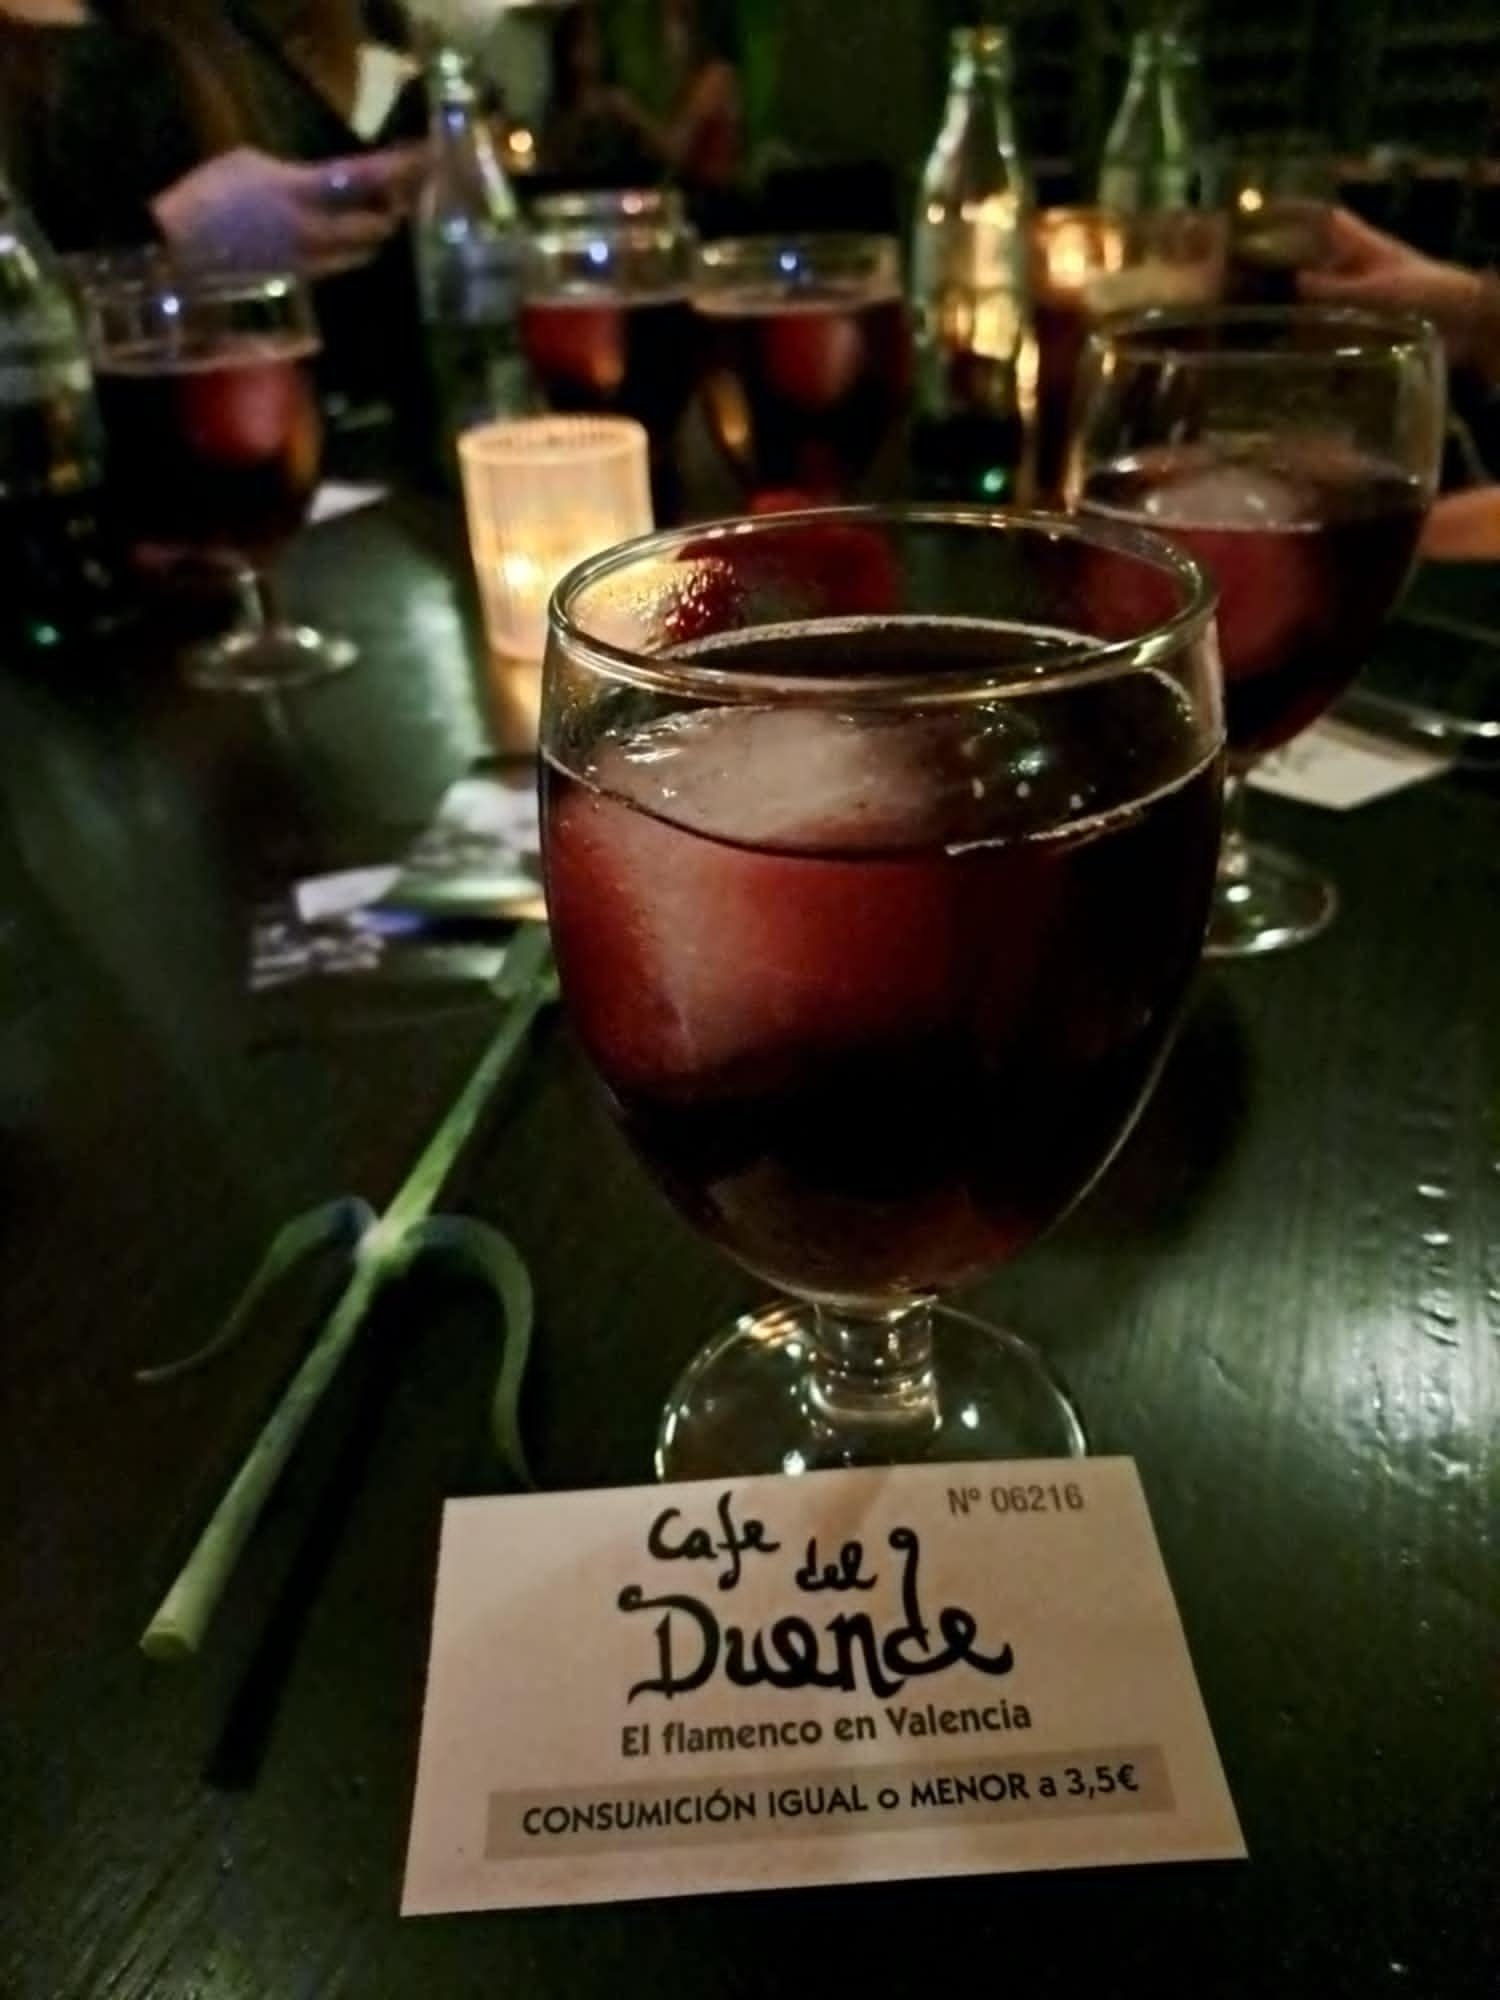 Nº 06216
Cafe del
Duende
El flamenco en Valencia
CONSUMICIÓN IGUAL o MENOR a 3,5€